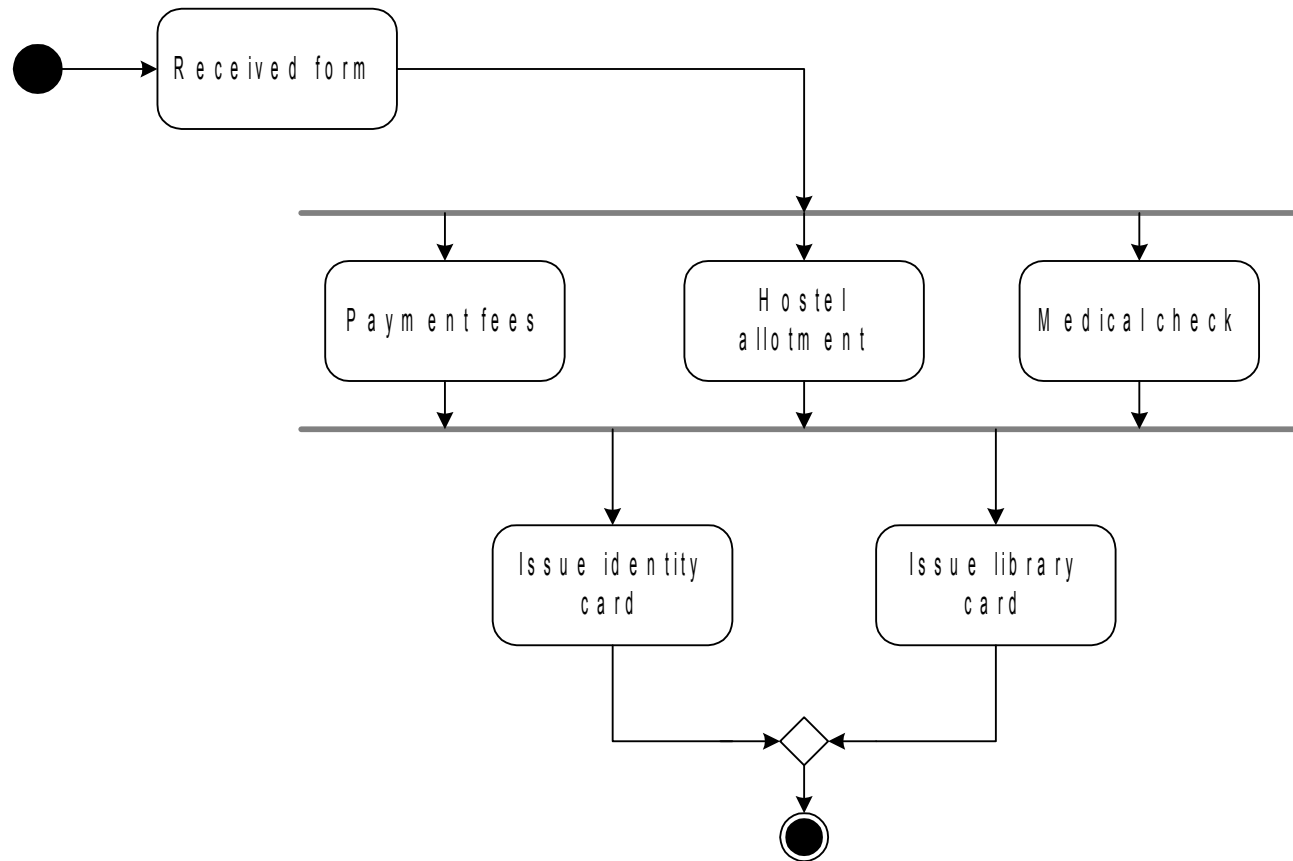 Received form
Payment fees
Hostel
allotment
Medical check
Issue identity
card
Issue library
card